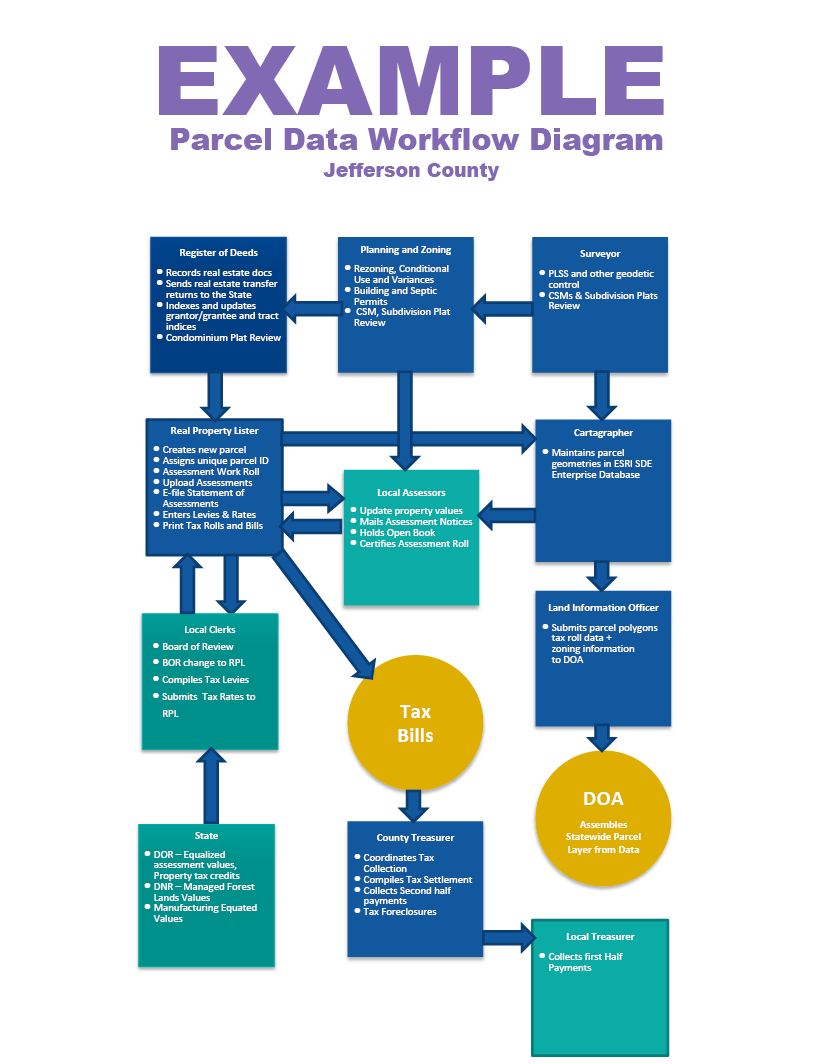 EXAMPLE
Parcel Data Workflow Diagram
Jefferson County
Register of Deeds
• Records real estate docs
• Sends real estate transfer
returns to the State
• Indexes and updates
grantor/grantee and tract
indices
• Condominium Plat Review
Planning and Zoning
• Rezoning, Conditional
Use and Variances
• Building and Septic
Permits
• CSM, Subdivision Plat
Review
Surveyor
• PLSS and other geodetic
control
• CSMs & Subdivision Plats
Review
Real Property Lister
• Creates new parcel
• Assigns unique parcel ID
• Assessment Work Roll
• Upload Assessments
• E-file Statement of
Assessments
• Enters Levies & Rates
• Print Tax Rolls and Bills
Local Assessors
• Update property values
• Mails Assessment Notices
• Holds Open Book
• Certifies Assessment Roll
Cartagrapher
• Maintains parcel
geometries in ESRI SDE
Enterprise Database
Local Clerks
• Board of Review
• BOR change to RPL
• Compiles Tax Levies
• Submits Tax Rates to
RPL
Tax
Bills
Land Information Officer
• Submits parcel polygons
tax roll data +
zoning information
to DOA
DOA
Assembles
Statewide Parcel
Layer from Data
State
• DOR – Equalized
assessment values,
Property tax credits
• DNR – Managed Forest
Lands Values
• Manufacturing Equated
Values
County Treasurer
• Coordinates Tax
Collection
• Compiles Tax Settlement
• Collects Second half
payments
• Tax Foreclosures
Local Treasurer
• Collects first Half
Payments